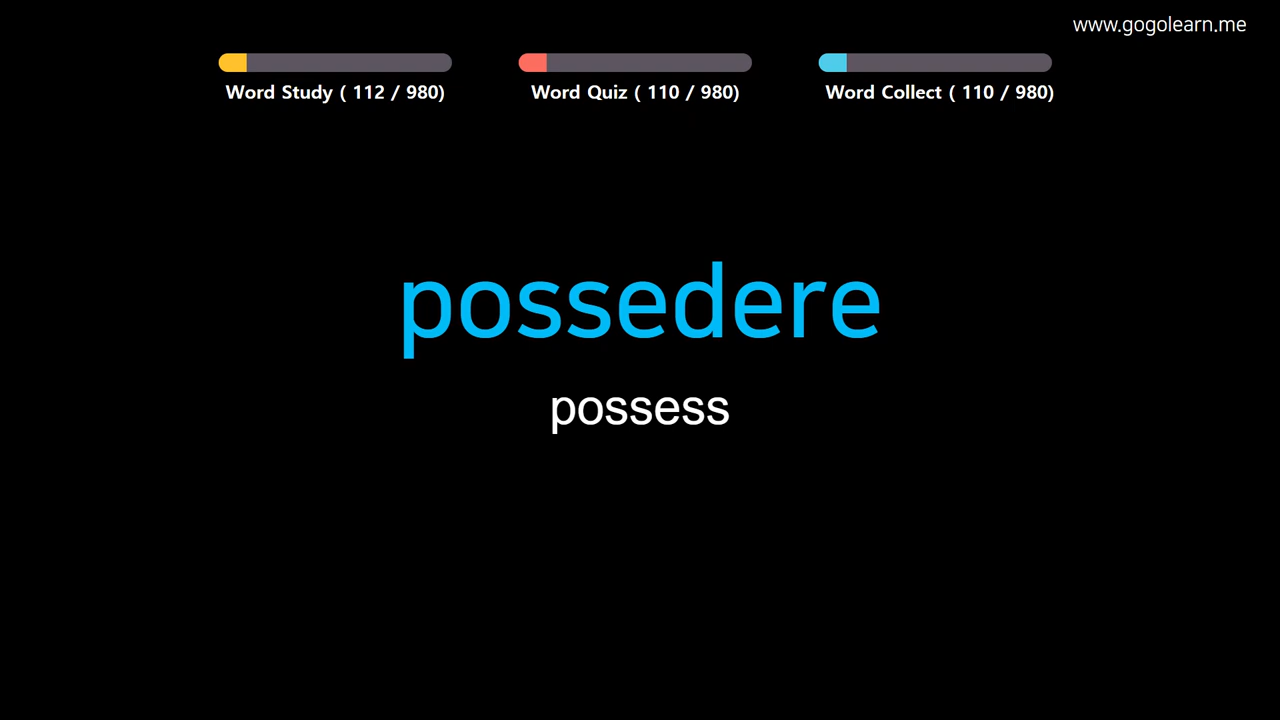 www.gogolearn.me
Word Study ( 112 / 980)
Word Quiz ( 110 / 980)
Word Collect ( 110 / 980)
possedere
possess